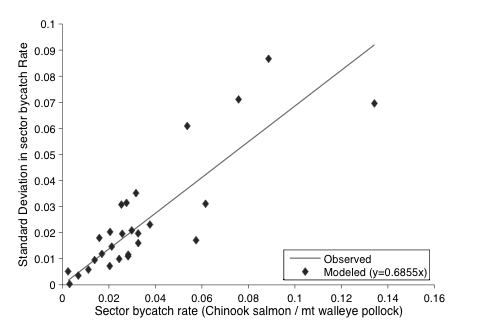 0.1
0.09
0.08
0.07
0.06
0.05
0.04
0.03
0.02
0.01
0
Standard Deviation in sector bycatch Rate
Observed
Modeled (y=0.6855x)
0 0.02 0.04 0.06 0.08 0.1 0.12 0.14 0.16
Sector bycatch rate (Chinook salmon / mt walleye pollock)